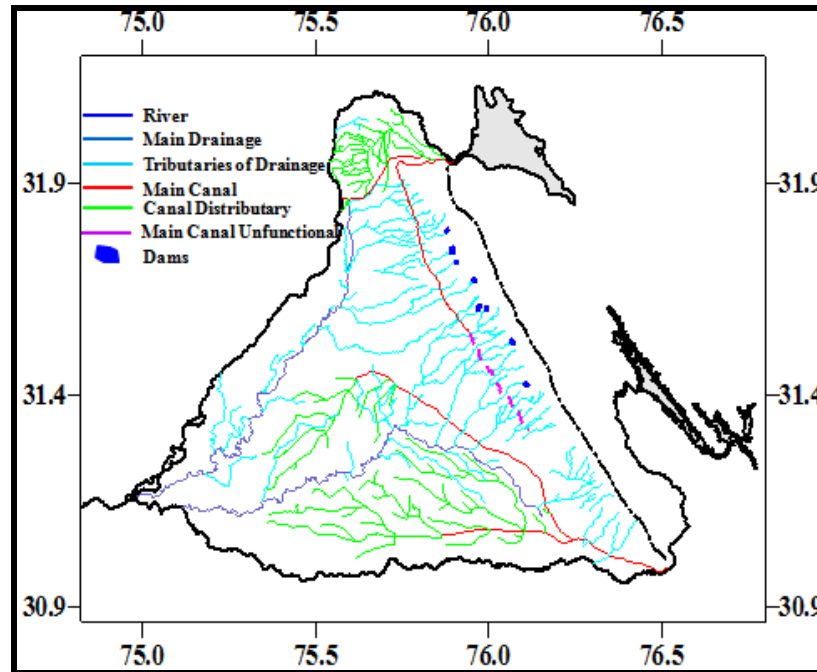 75.0 75.5 76.0 76.5
River
Main Drainage
Tributaries of Drainage
31.9 31.9
Main Canal
Canal Distributary
Main Canal Unfunctiona
Dams
31.4 31.4
30.9 30.9
75.0 75.5 76.0 76.5